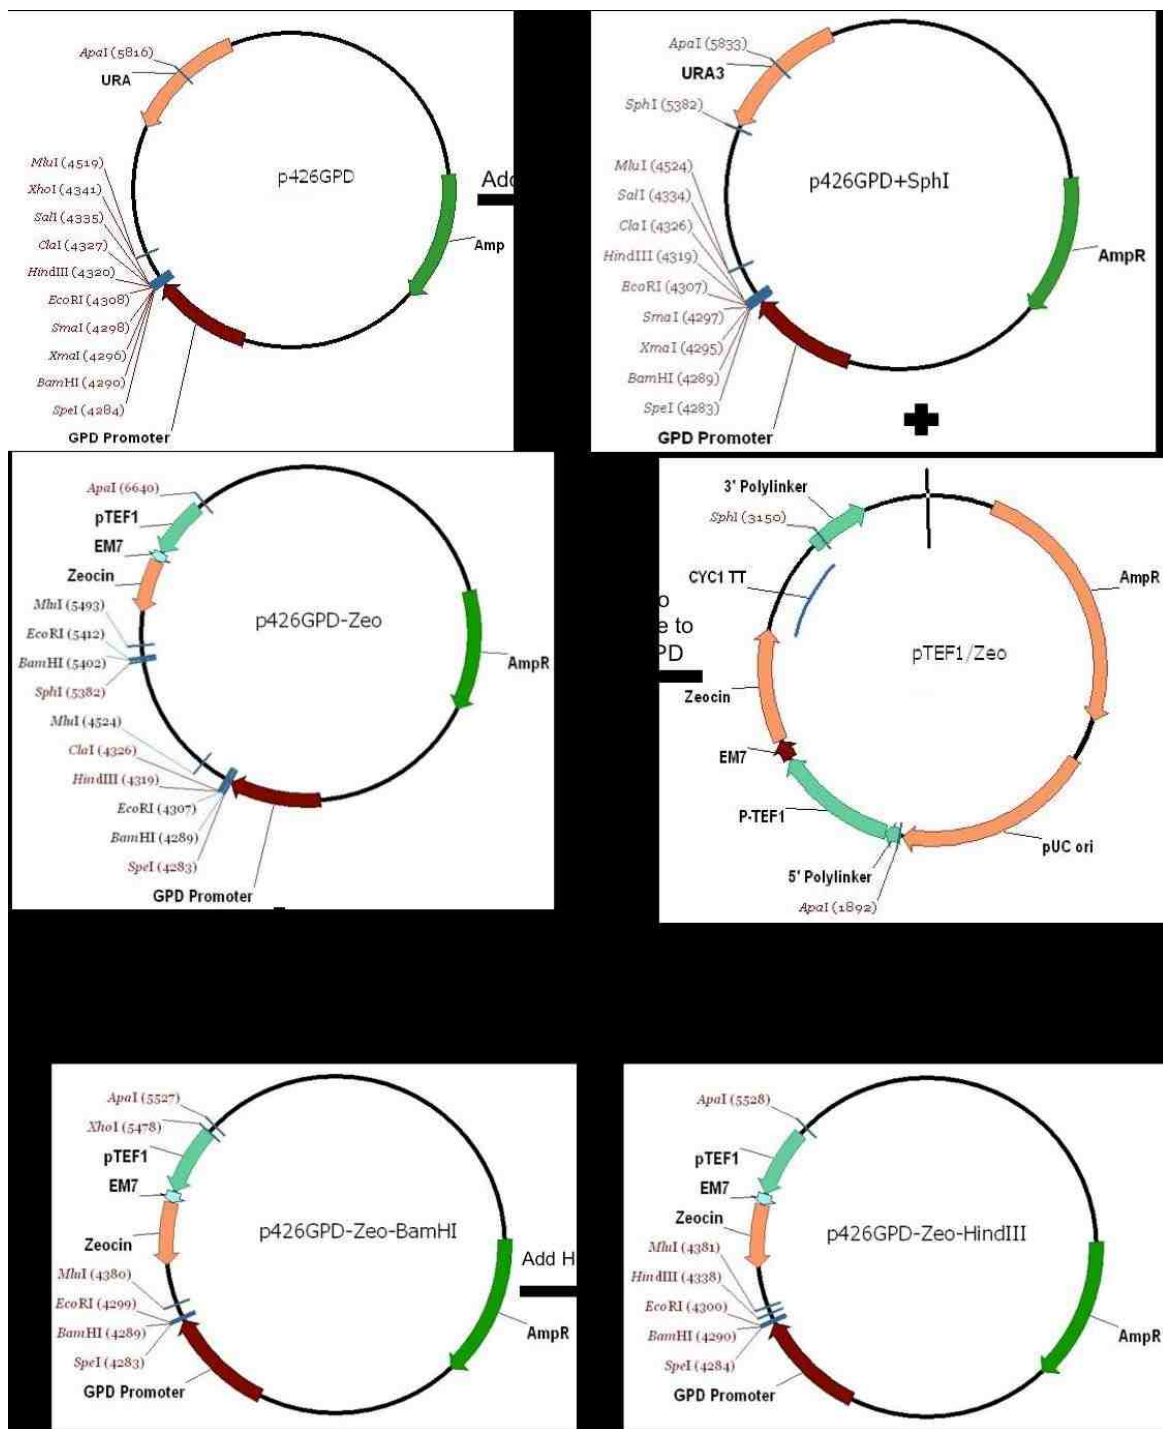 ApaI (5816)
URA
MluI (4519)
XhoI (4341)
SalI (4335)
ClaI (4327)
HindIII (4320)
EcoRI (4308)
SmaI (4298)
XmaI (4296)
BamHI (4290)
SpeI (4284)
GPD Promoter
p426GPD
Amp
Add
ApaI (5833)
URA3
SphI (5382)
MluI (4524)
SalI (4334)
ClaI (4326)
HindIII (4319)
EcoRI (4307)
SmaI (4297)
XmaI (4295)
BamHI (4289)
SpeI (4283)
GPD Promoter
p426GPD+SphI
AmpR
ApaI (6640)
pTEF1
EM7
Zeocin
MluI (5493)
EcoRI (5412)
BamHI (5402)
SphI (5382)
MluI (4524)
ClaI (4326)
HindIII (4319)
EcoRI (4307)
BamHI (4289)
SpeI (4283)
GPD Promoter
p426GPD-Zeo
AmpR
o
e to
PD
3' Polylinker
SphI (3150)
CYC1 TT
Zeocin
EM7
P-TEF1
5' Polylinker
ApaI (1892)
pTEF1/Zeo
AmpR
pUC ori
ApaI (5527)
XhoI (5478)
pTEF1
EM7
Zeocin
MluI (4380)
EcoRI (4299)
BamHI (4289)
SpeI (4283)
GPD Promoter
p426GPD-Zeo-BamHI
AmpR
Add H
ApaI (5528)
pTEF1
EM7
Zeocin
MluI (4381)
HindIII (4338)
EcoRI (4300)
BamHI (4290)
SpeI (4284)
GPD Promoter
p426GPD-Zeo-HindIII
AmpR